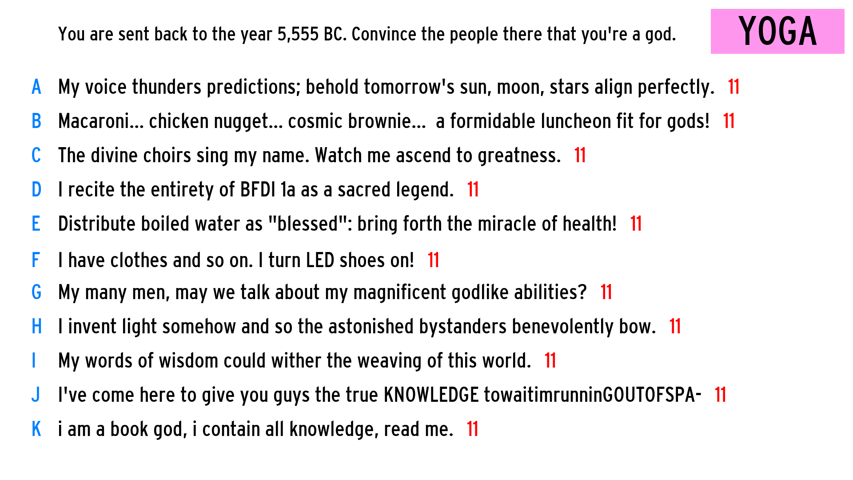 You are sent back to the year 5,555 BC. Convince the people there that you're a god.
YOGA
A My voice thunders predictions; behold tomorrow's sun, moon, stars align perfectly. 11
B Macaroni... chicken nugget... cosmic brownie... a formidable luncheon fit for gods! 11
C The divine choirs sing my name. Watch me ascend to greatness. 11
D I recite the entirety of BFDI 1a as a sacred legend. 11
E Distribute boiled water as "blessed": bring forth the miracle of health! 11
F I have clothes and so on. I turn LED shoes on! 11
G My many men, may we talk about my magnificent godlike abilities? 11
H I invent light somehow and so the astonished bystanders benevolently bow. 11
I My words of wisdom could wither the weaving of this world. 11
J I've come here to give you guys the true KNOWLEDGE towaitimrunninGOUTOFSPA- 11
K i am a book god, i contain all knowledge, read me. 11